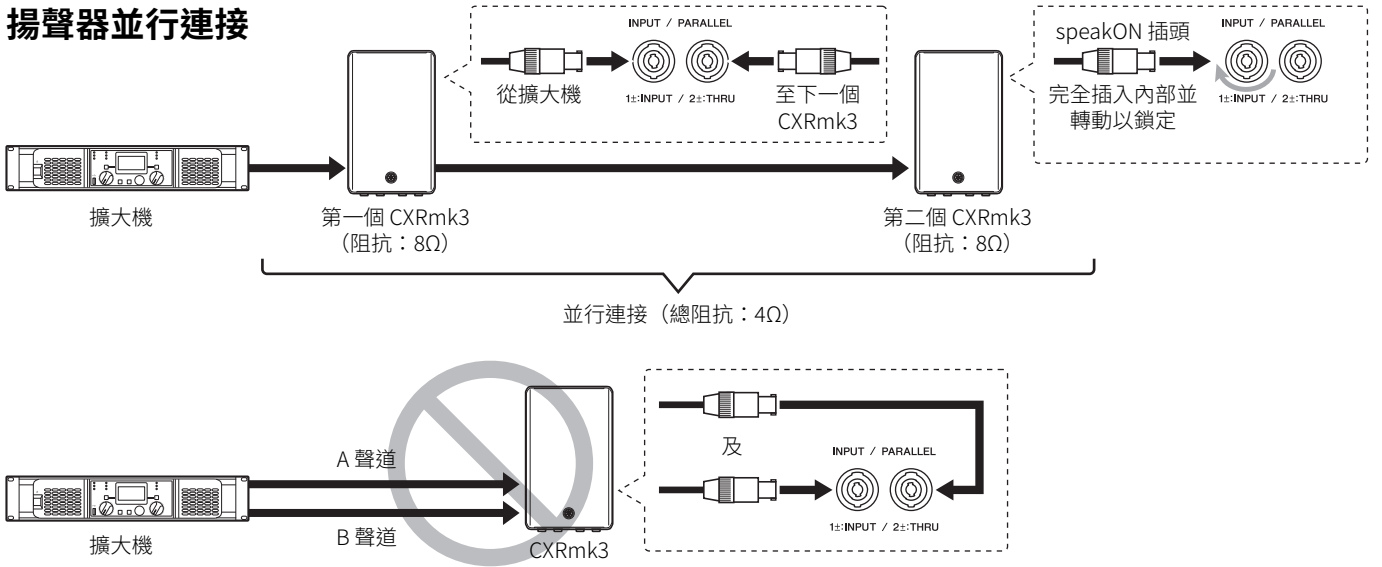 揚聲器並行連接
INPUT / PARALLEL
從擴大機
1±:INPUT / 2±:THRU
至下一個
CXRmk3
speakON 插頭
INPUT / PARALLEL
完全插入內部並
轉動以鎖定
1±:INPUT / 2±:THRU
擴大機
第一個 CXRmk3
(阻抗:8Ω)
第二個 CXRmk3
(阻抗:8Ω)
並行連接(總阻抗:4Ω)
A 聲道
B 聲道
擴大機
CXRmk3
及
INPUT / PARALLEL
1±:INPUT / 2±:THRU